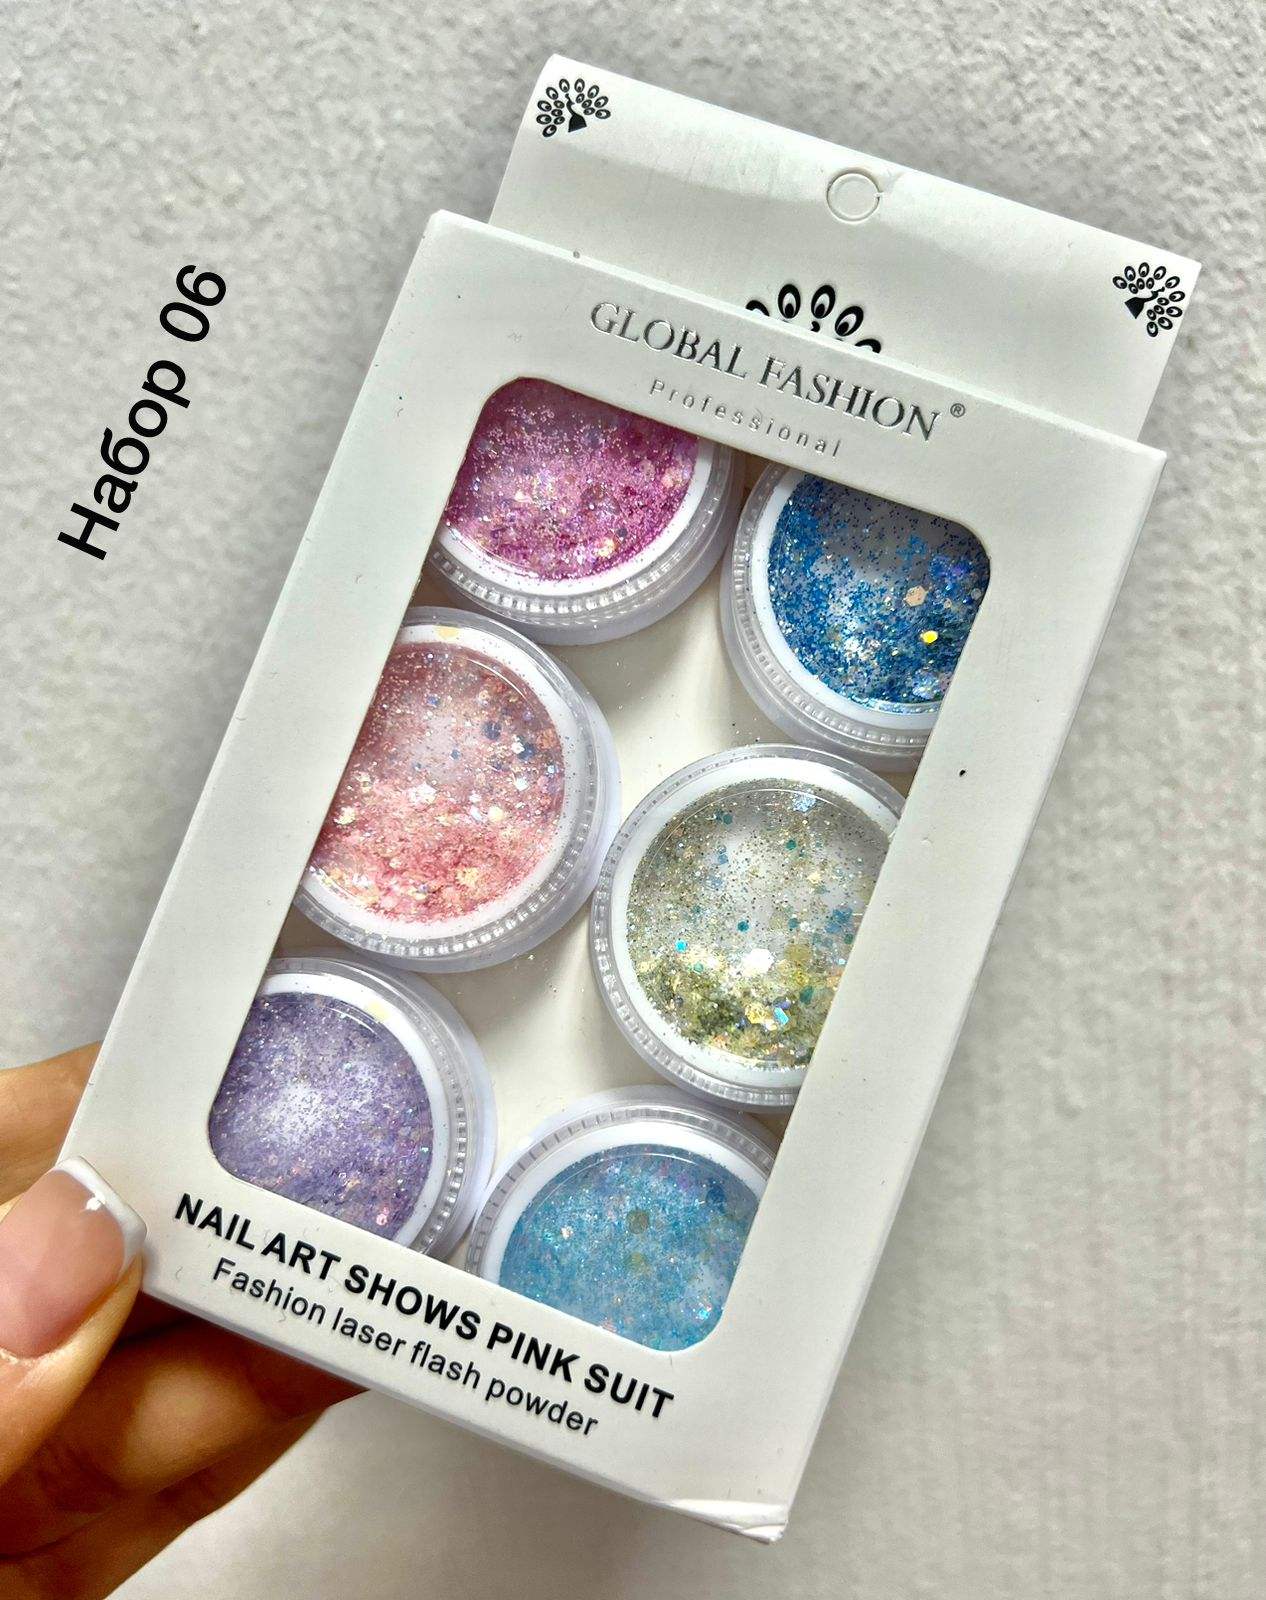 Набор 06
GLOBAL FASHION ®
Professional
NAIL ART SHOWS PINK SUIT
Fashion laser flash powder